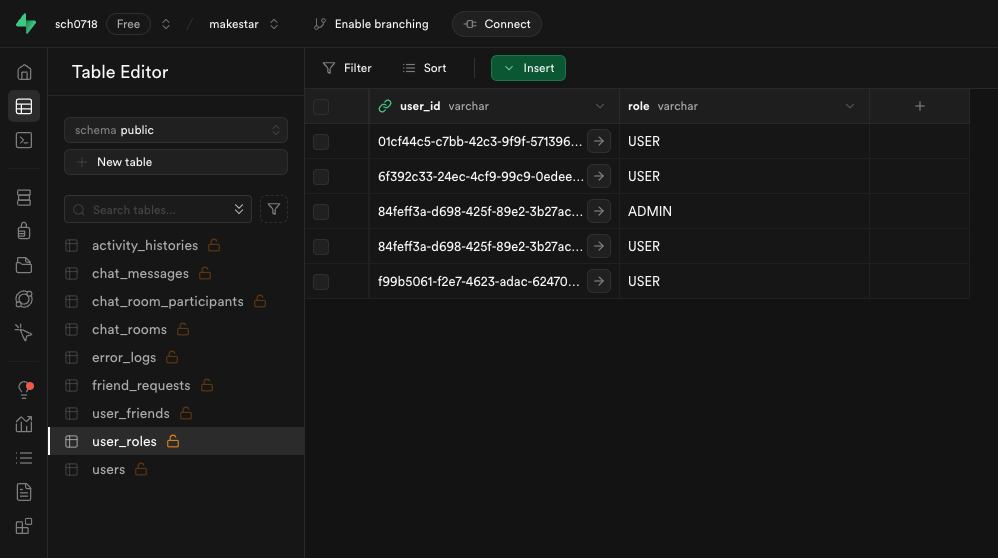 sch0718 Free / makestar Enable branching Connect
Table Editor
Filter Sort Insert
schema public
New table
Search tables...
activity_histories
chat_messages
chat_room_participants
chat_rooms
error_logs
friend_requests
user_friends
user_roles
users
user_id varchar role varchar
01cf44c5-c7bb-42c3-9f9f-571396... USER
6f392c33-24ec-4cf9-99c9-0edee... USER
84feff3a-d698-425f-89e2-3b27ac... ADMIN
84feff3a-d698-425f-89e2-3b27ac... USER
f99b5061-f2e7-4623-adac-62470... USER